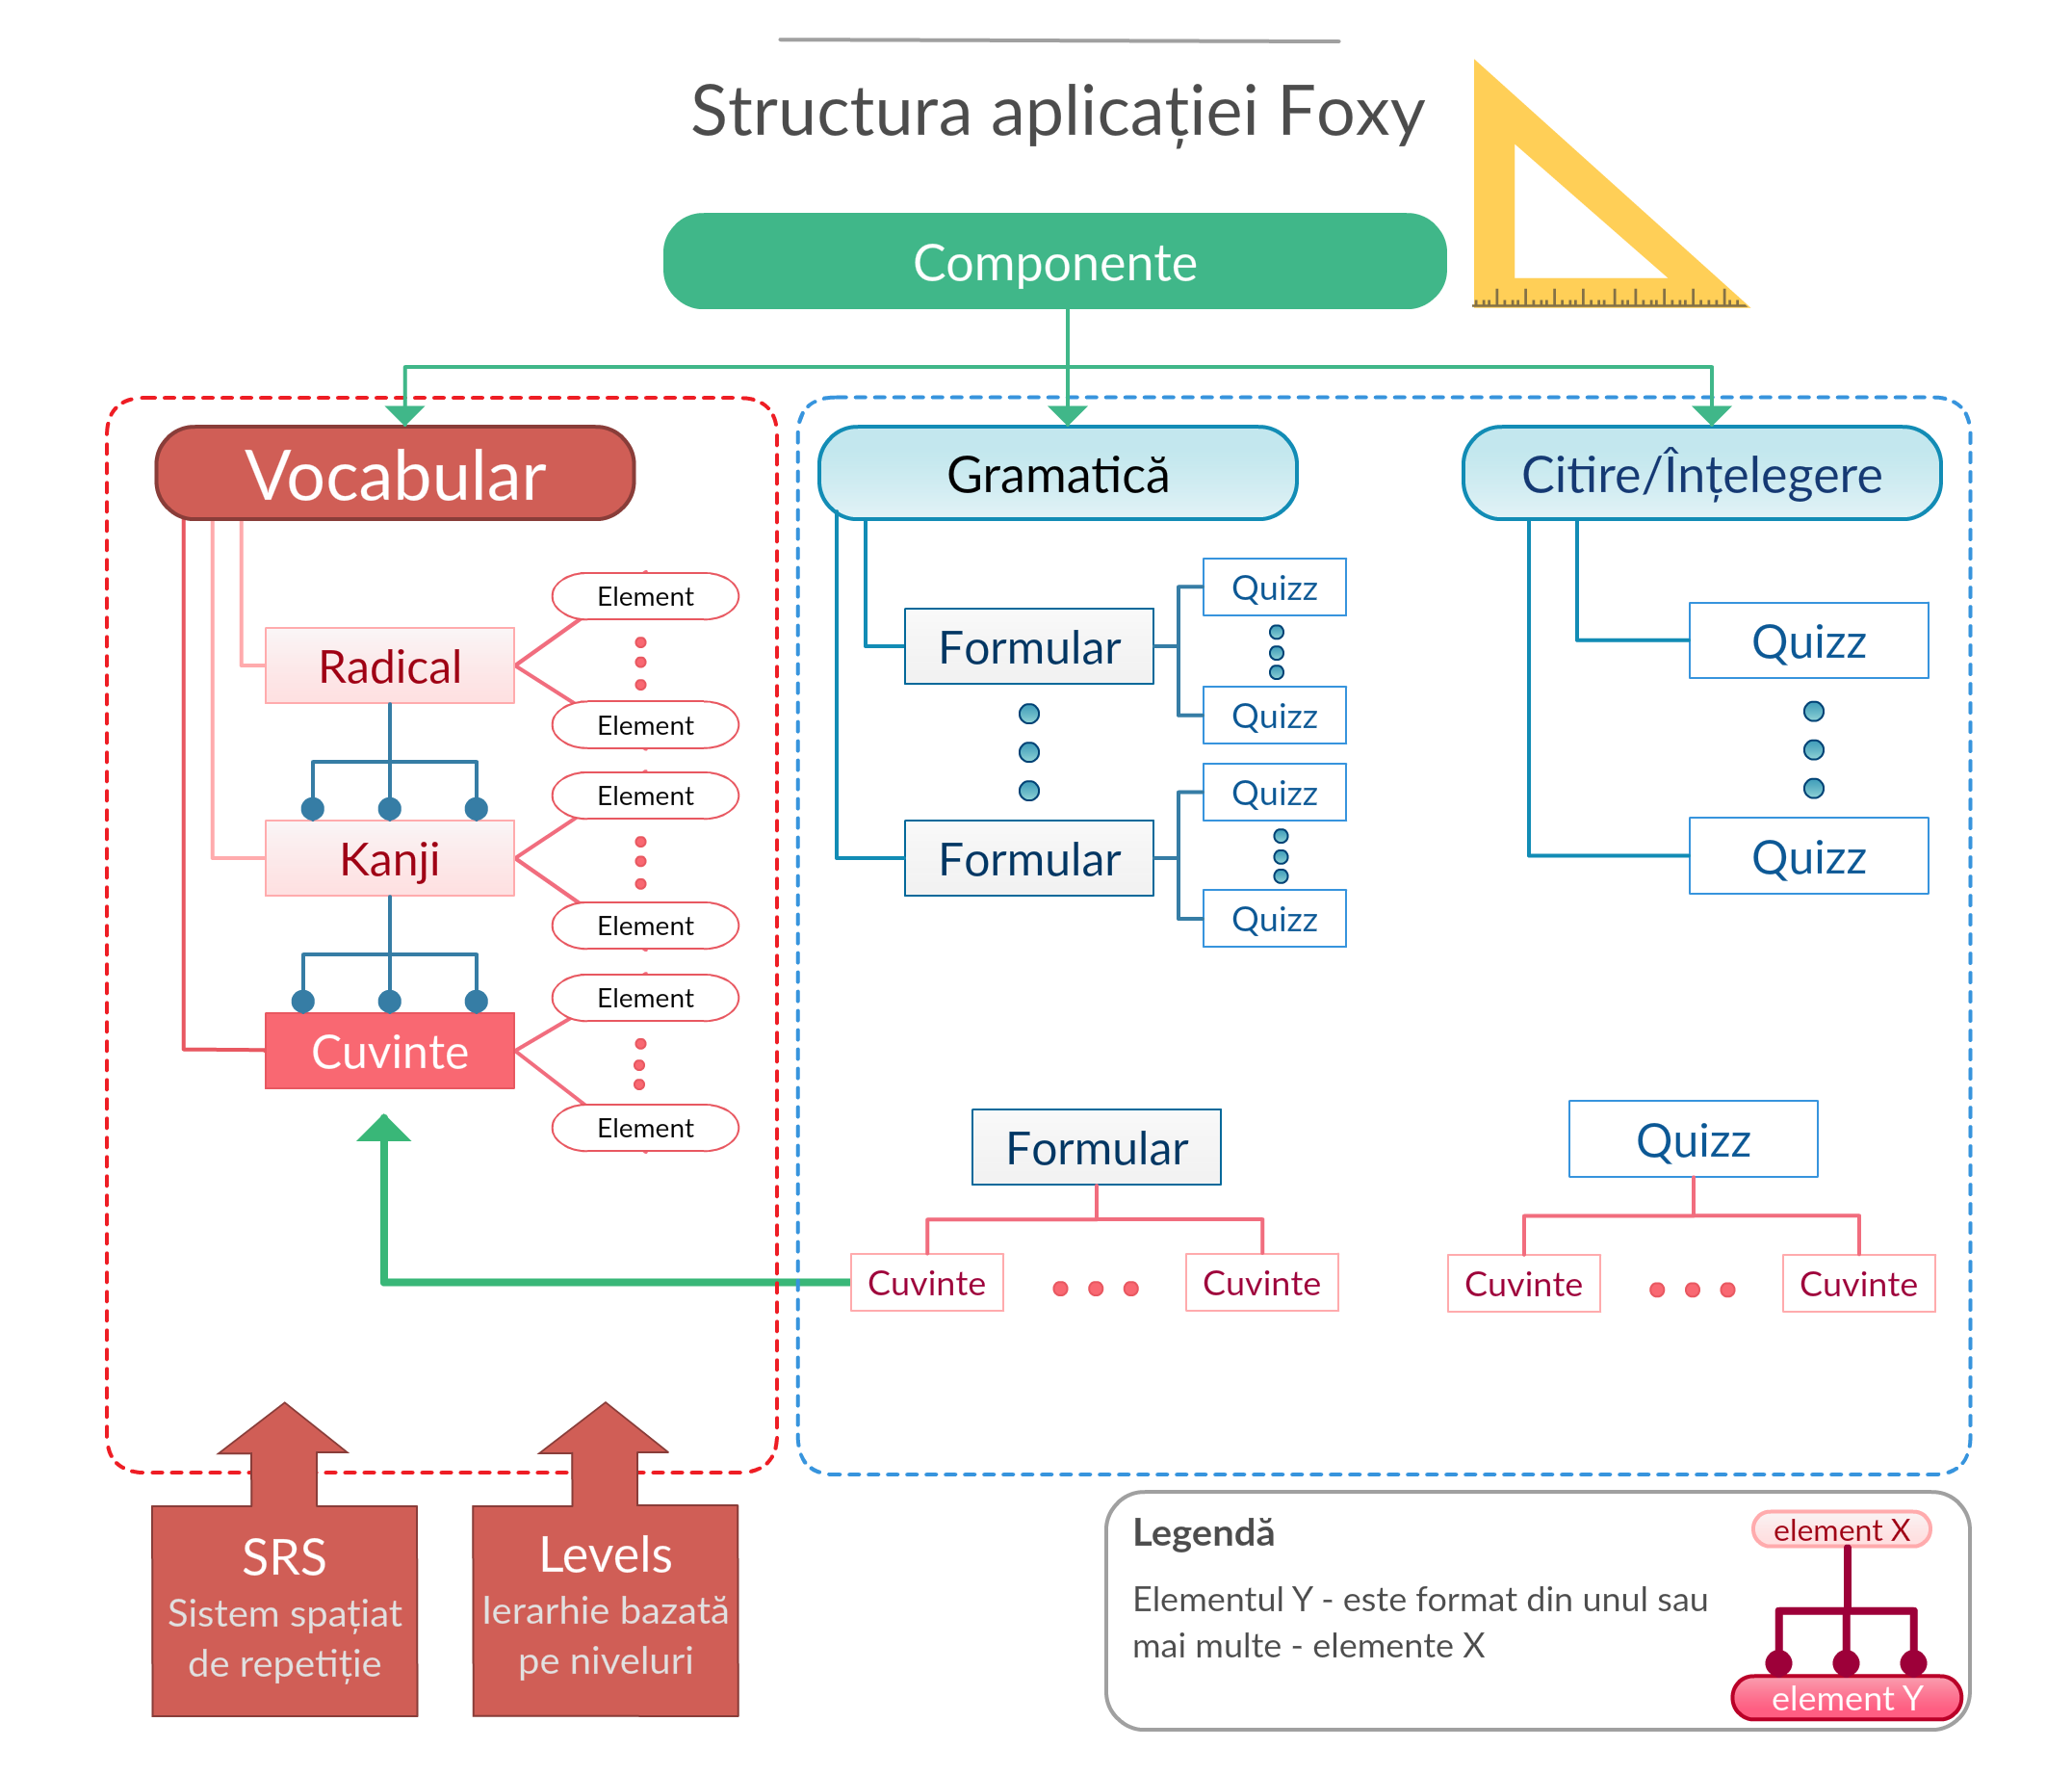 Structura aplicației Foxy
Componente
Vocabular
Gramatică
Citire/Înțelegere
Radical
Element
Element
Kanji
Element
Element
Cuvinte
Element
Element
Formular
Quizz
Quizz
Formular
Quizz
Quizz
Quizz
Quizz
Formular
Cuvinte
Cuvinte
Quizz
Cuvinte
Cuvinte
SRS
Sistem spațiat
de repetiție
Levels
Ierarhie bazată
pe niveluri
Legendă
Elementul Y - este format din unul sau
mai multe - elemente X
element X
element Y